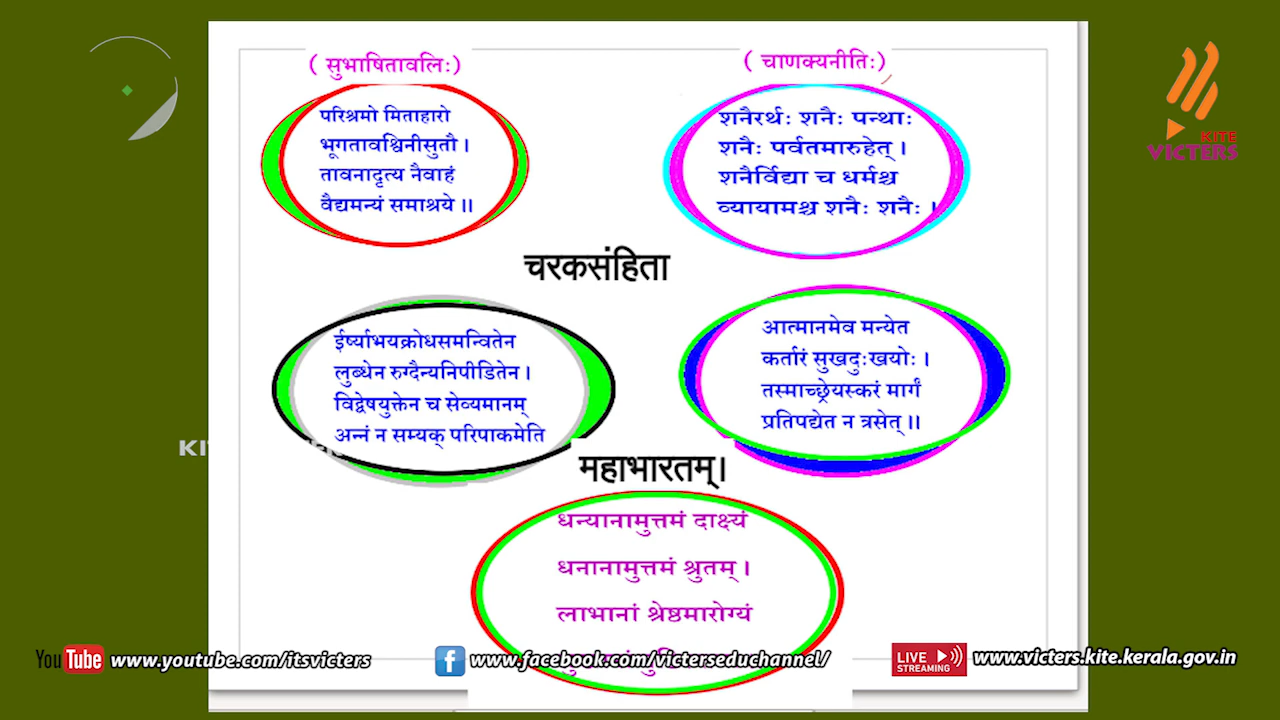 ( सुभाषितावलिः)
परिश्रमो मिताहारो
भूगतावश्विनीसुतौ ।
तावनादृत्य नैवाहं
वैद्यमन्यं समाश्रये ॥
( चाणक्यनीतिः)
शनैरर्थः शनैः पन्थाः
शनैः पर्वतमारुहेत् ।
शनैर्विद्या च धर्मश्च
व्यायामश्च शनैः शनैः ।
KITE
VICTERS
चरकसंहिता
ईर्ष्याभयक्रोधसमन्वितेन
लुब्धेन रुग्दैन्यनिपीडितेन ।
विद्वेषयुक्तेन च सेव्यमानम्
अन्नं न सम्यक् परिपाकमेति
आत्मानमेव मन्येत
कर्तारं सुखदुःखयोः ।
तस्माच्छ्रेयस्करं मार्गं
प्रतिपद्येत न त्रसेत् ॥
महाभारतम्।
धन्यानामुत्तमं दाक्ष्यं
धनानामुत्तमं श्रुतम् ।
लाभानां श्रेष्ठमारोग्यं
YouTube www.youtube.com/itsvicters
f www.facebook.com/victerseduchannel/
LIVE STREAMING www.victers.kite.kerala.gov.in